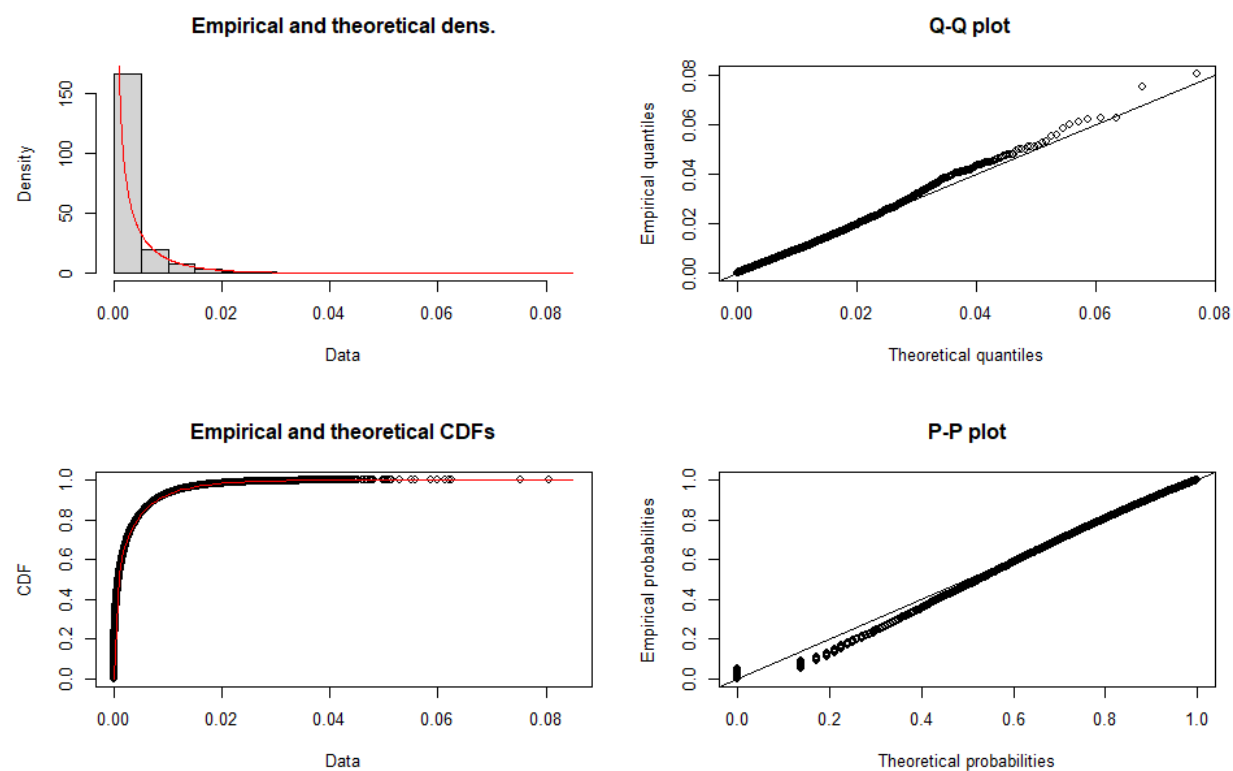 Empirical and theoretical dens.
Density
0 50 100 150
0.00 0.02 0.04 0.06 0.08
Data
Q-Q plot
Empirical quantiles
0.00 0.02 0.04 0.06 0.08
0.00 0.02 0.04 0.06 0.08
Theoretical quantiles
Empirical and theoretical CDFs
CDF
0.0 0.2 0.4 0.6 0.8 1.0
0.00 0.02 0.04 0.06 0.08
Data
P-P plot
Empirical probabilities
0.0 0.2 0.4 0.6 0.8 1.0
0.0 0.2 0.4 0.6 0.8 1.0
Theoretical probabilities